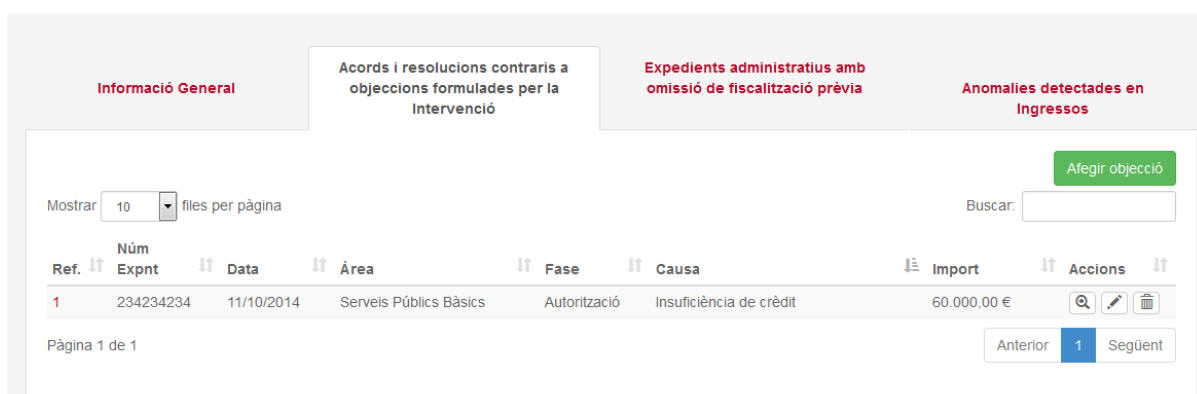 Informació General
Acords i resolucions contraris a
objeccions formulades per la
Intervenció
Expedients administratius amb
omissió de fiscalització prèvia
Anomalies detectades en
Ingressos
Afegir objecció
Mostrar 10 files per pàgina
Buscar:
Ref. Núm Expnt Data Àrea Fase Causa Import Accions
1 234234234 11/10/2014 Serveis Públics Bàsics Autorització Insuficiència de crèdit 60.000,00 €
Pàgina 1 de 1
Anterior 1 Següent